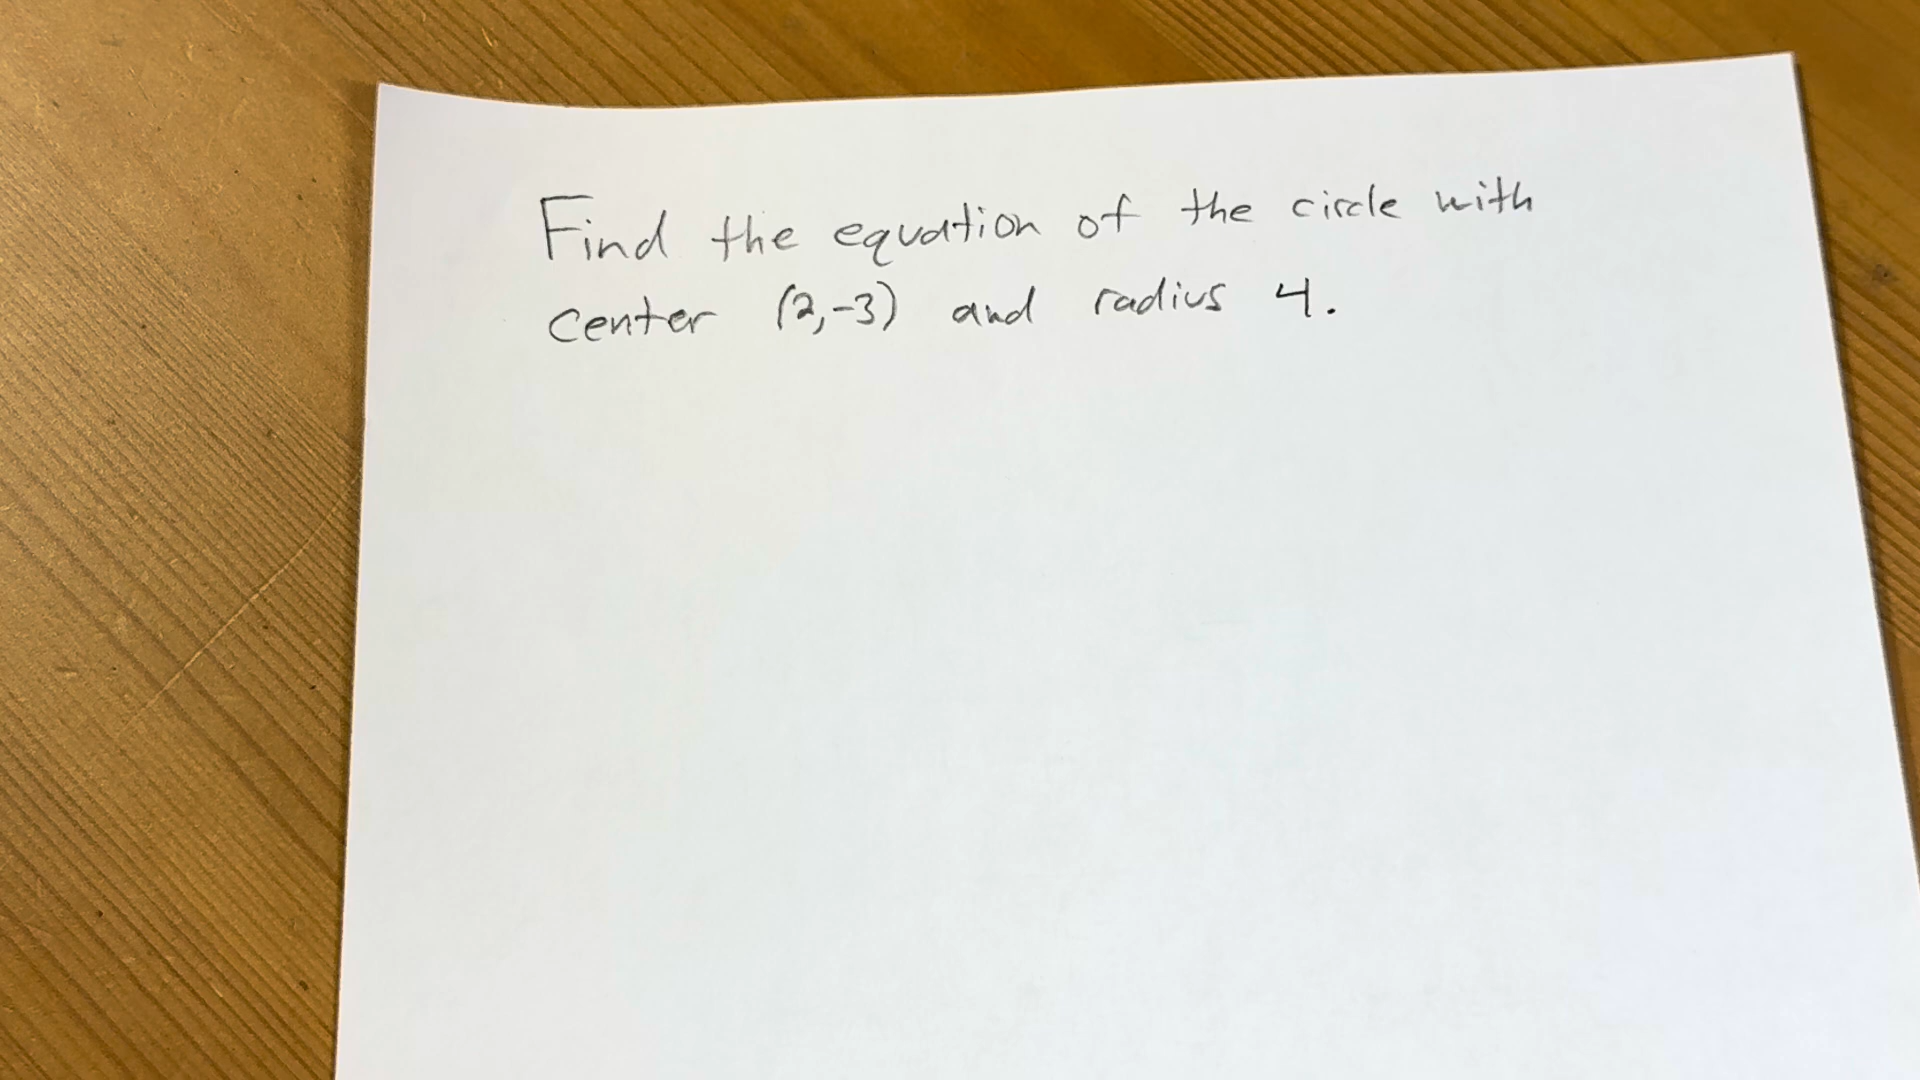 Find the equation of the circle with
center (2,-3) and radius 4.